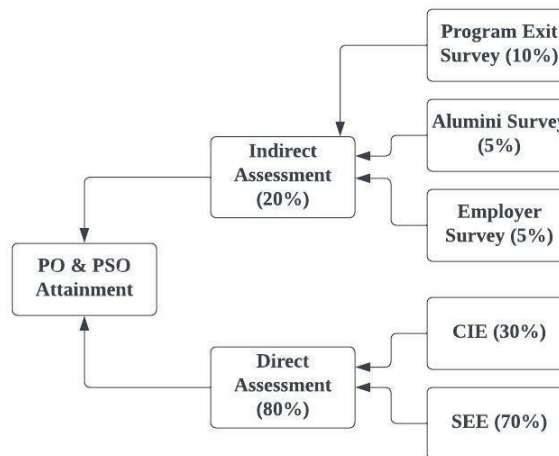 Program Exit
Survey (10%)
Alumini Survey
(5%)
Indirect
Assessment
(20%)
Employer
Survey (5%)
PO & PSO
Attainment
CIE (30%)
Direct
Assessment
(80%)
SEE (70%)